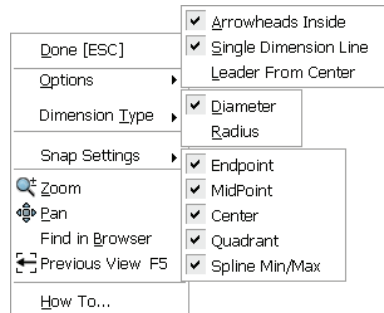 Done [ESC]
Options
Arrowheads Inside
Single Dimension Line
Leader From Center
Dimension Type
Diameter
Radius
Snap Settings
Endpoint
MidPoint
Center
Quadrant
Spline Min/Max
Zoom
Pan
Find in Browser
Previous View F5
How To...